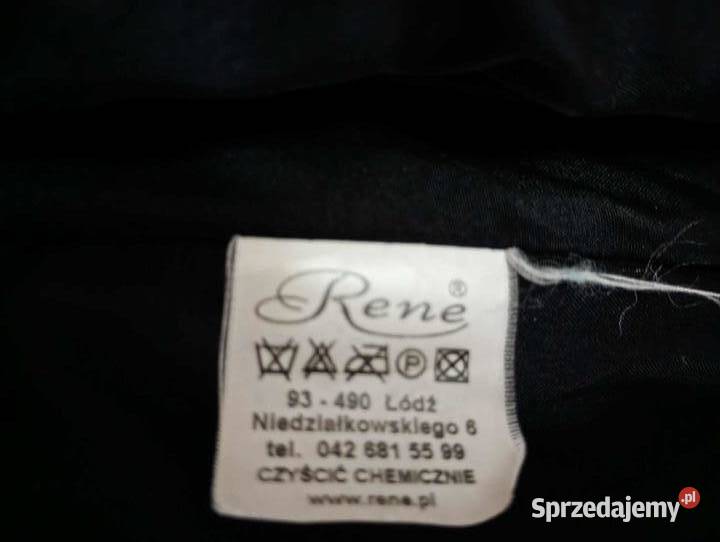 Rene®
P
93 - 490 Łódź
Niedziałkowskiego 6
tel. 042 681 55 99
CZYŚCIĆ CHEMICZNIE
www.rene.pl
Sprzedajemy.pl